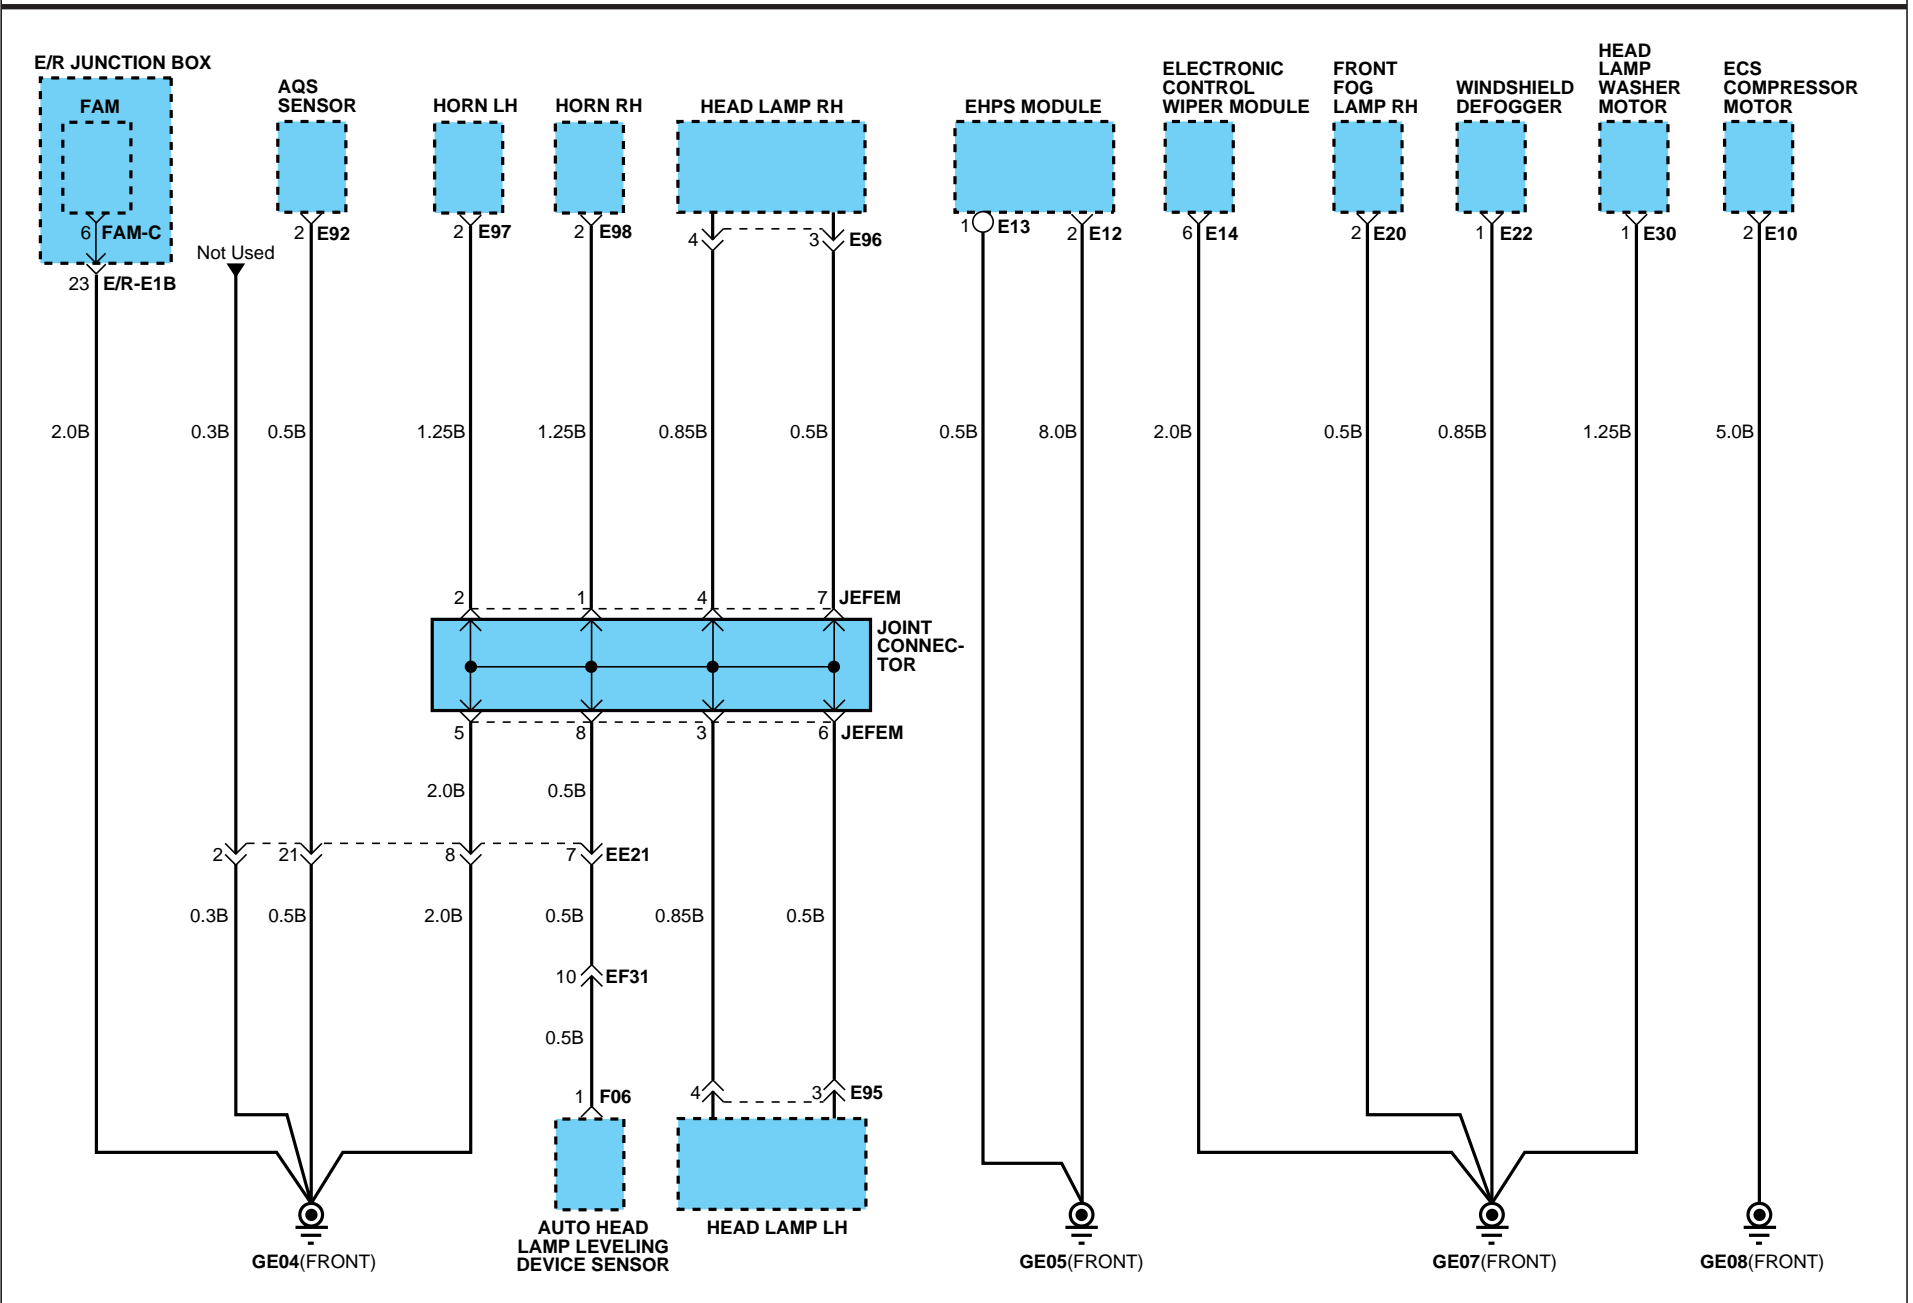 E/R JUNCTION BOX
FAM
6 FAM-C
23 E/R-E1B
Not Used
AQS
SENSOR
2 E92
HORN LH
2 E97
HORN RH
2 E98
HEAD LAMP RH
4
3 E96
EHPS MODULE
1 E13
2 E12
ELECTRONIC
CONTROL
WIPER MODULE
6 E14
FRONT
FOG
LAMP RH
2 E20
WINDSHIELD
DEFOGGER
1 E22
HEAD
LAMP
WASHER
MOTOR
1 E30
ECS
COMPRESSOR
MOTOR
2 E10
2.0B
0.3B
0.5B
1.25B
1.25B
0.85B
0.5B
0.5B
8.0B
2.0B
0.5B
0.85B
1.25B
5.0B
2
1
4
7 JEFEM
JOINT
CONNEC-
TOR
5
8
3
6 JEFEM
2.0B
0.5B
2
21
8
7 EE21
0.3B
0.5B
2.0B
0.5B
0.85B
0.5B
10 EF31
0.5B
1 F06
4
3 E95
AUTO HEAD
LAMP LEVELING
DEVICE SENSOR
HEAD LAMP LH
GE04(FRONT)
GE05(FRONT)
GE07(FRONT)
GE08(FRONT)